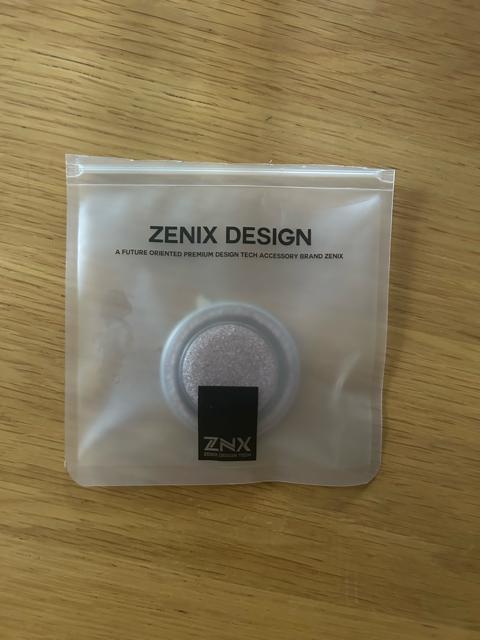 ZENIX DESIGN
A FUTURE ORIENTED PREMIUM DESIGN TECH ACCESSORY BRAND ZENIX
ZNX
ZENIX DESIGN TECH